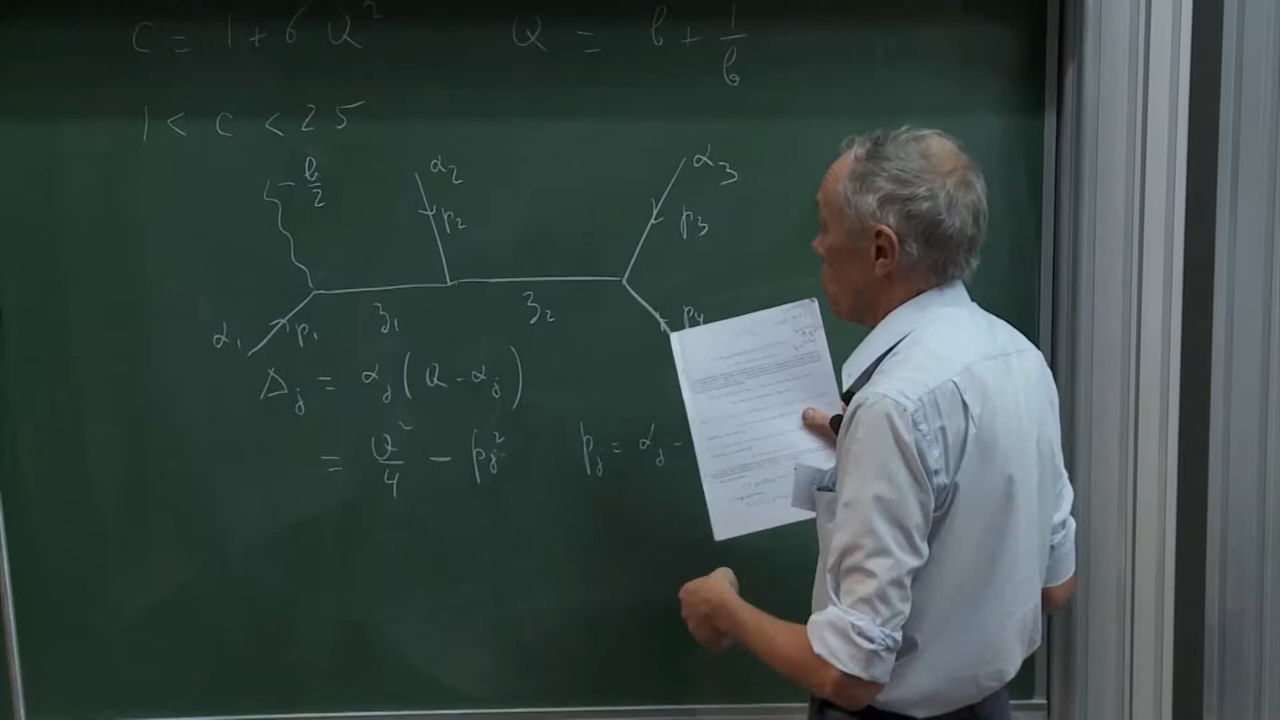 c = 1 + 6 Q² Q = b + 1/b
1 < c < 25
-b/2 α₂ α₃
p₂ p₃
α₁ p₁ z₁ z₂ p₄
Δⱼ = αⱼ(Q - αⱼ)
= Q²/4 - pⱼ² pⱼ = αⱼ -